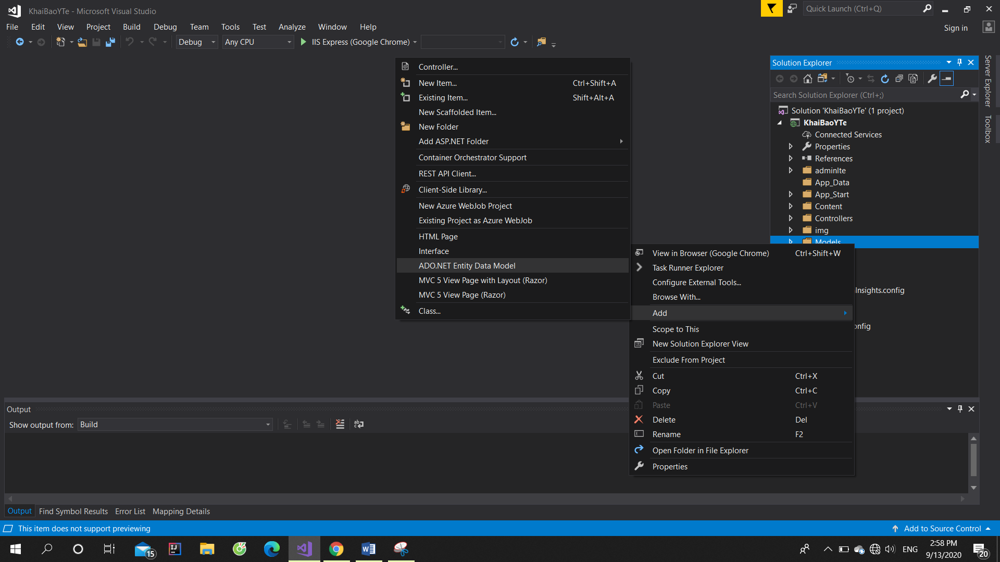 KhaiBaoYTe - Microsoft Visual Studio
Quick Launch (Ctrl+Q)
File Edit View Project Build Debug Team Tools Test Analyze Window Help
Sign in
Debug Any CPU IIS Express (Google Chrome)
Controller...
New Item... Ctrl+Shift+A
Existing Item... Shift+Alt+A
New Scaffolded Item...
New Folder
Add ASP.NET Folder
Container Orchestrator Support
REST API Client...
Client-Side Library...
New Azure WebJob Project
Existing Project as Azure WebJob
HTML Page
Interface
ADO.NET Entity Data Model
MVC 5 View Page with Layout (Razor)
MVC 5 View Page (Razor)
Class...
Solution Explorer
Search Solution Explorer (Ctrl+;)
Solution 'KhaiBaoYTe' (1 project)
KhaiBaoYTe
Connected Services
Properties
References
adminlte
App_Data
App_Start
Content
Controllers
img
Models
Insights.config
onfig
Server Explorer
Toolbox
View in Browser (Google Chrome) Ctrl+Shift+W
Task Runner Explorer
Configure External Tools...
Browse With...
Add
Scope to This
New Solution Explorer View
Exclude From Project
Cut Ctrl+X
Copy Ctrl+C
Paste Ctrl+V
Delete Del
Rename F2
Open Folder in File Explorer
Properties
Output
Show output from: Build
Output Find Symbol Results Error List Mapping Details
This item does not support previewing
Add to Source Control
15
ENG
2:58 PM
9/13/2020
20